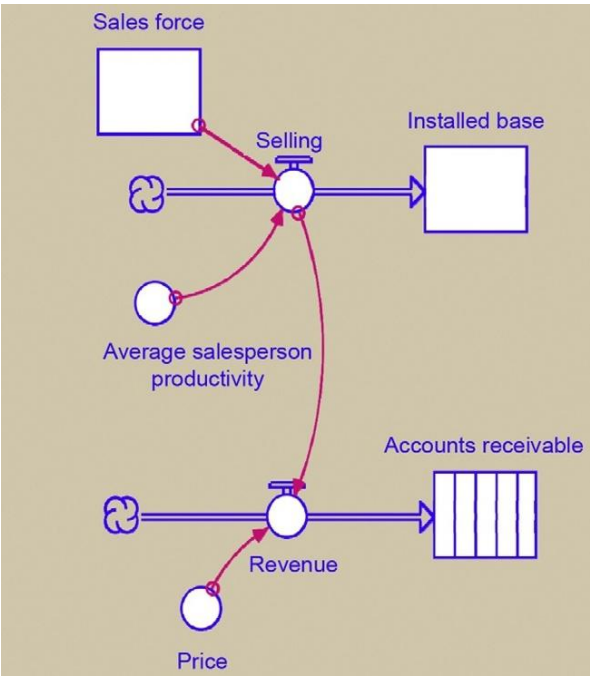 Sales force
Selling
Installed base
Average salesperson
productivity
Accounts receivable
Revenue
Price